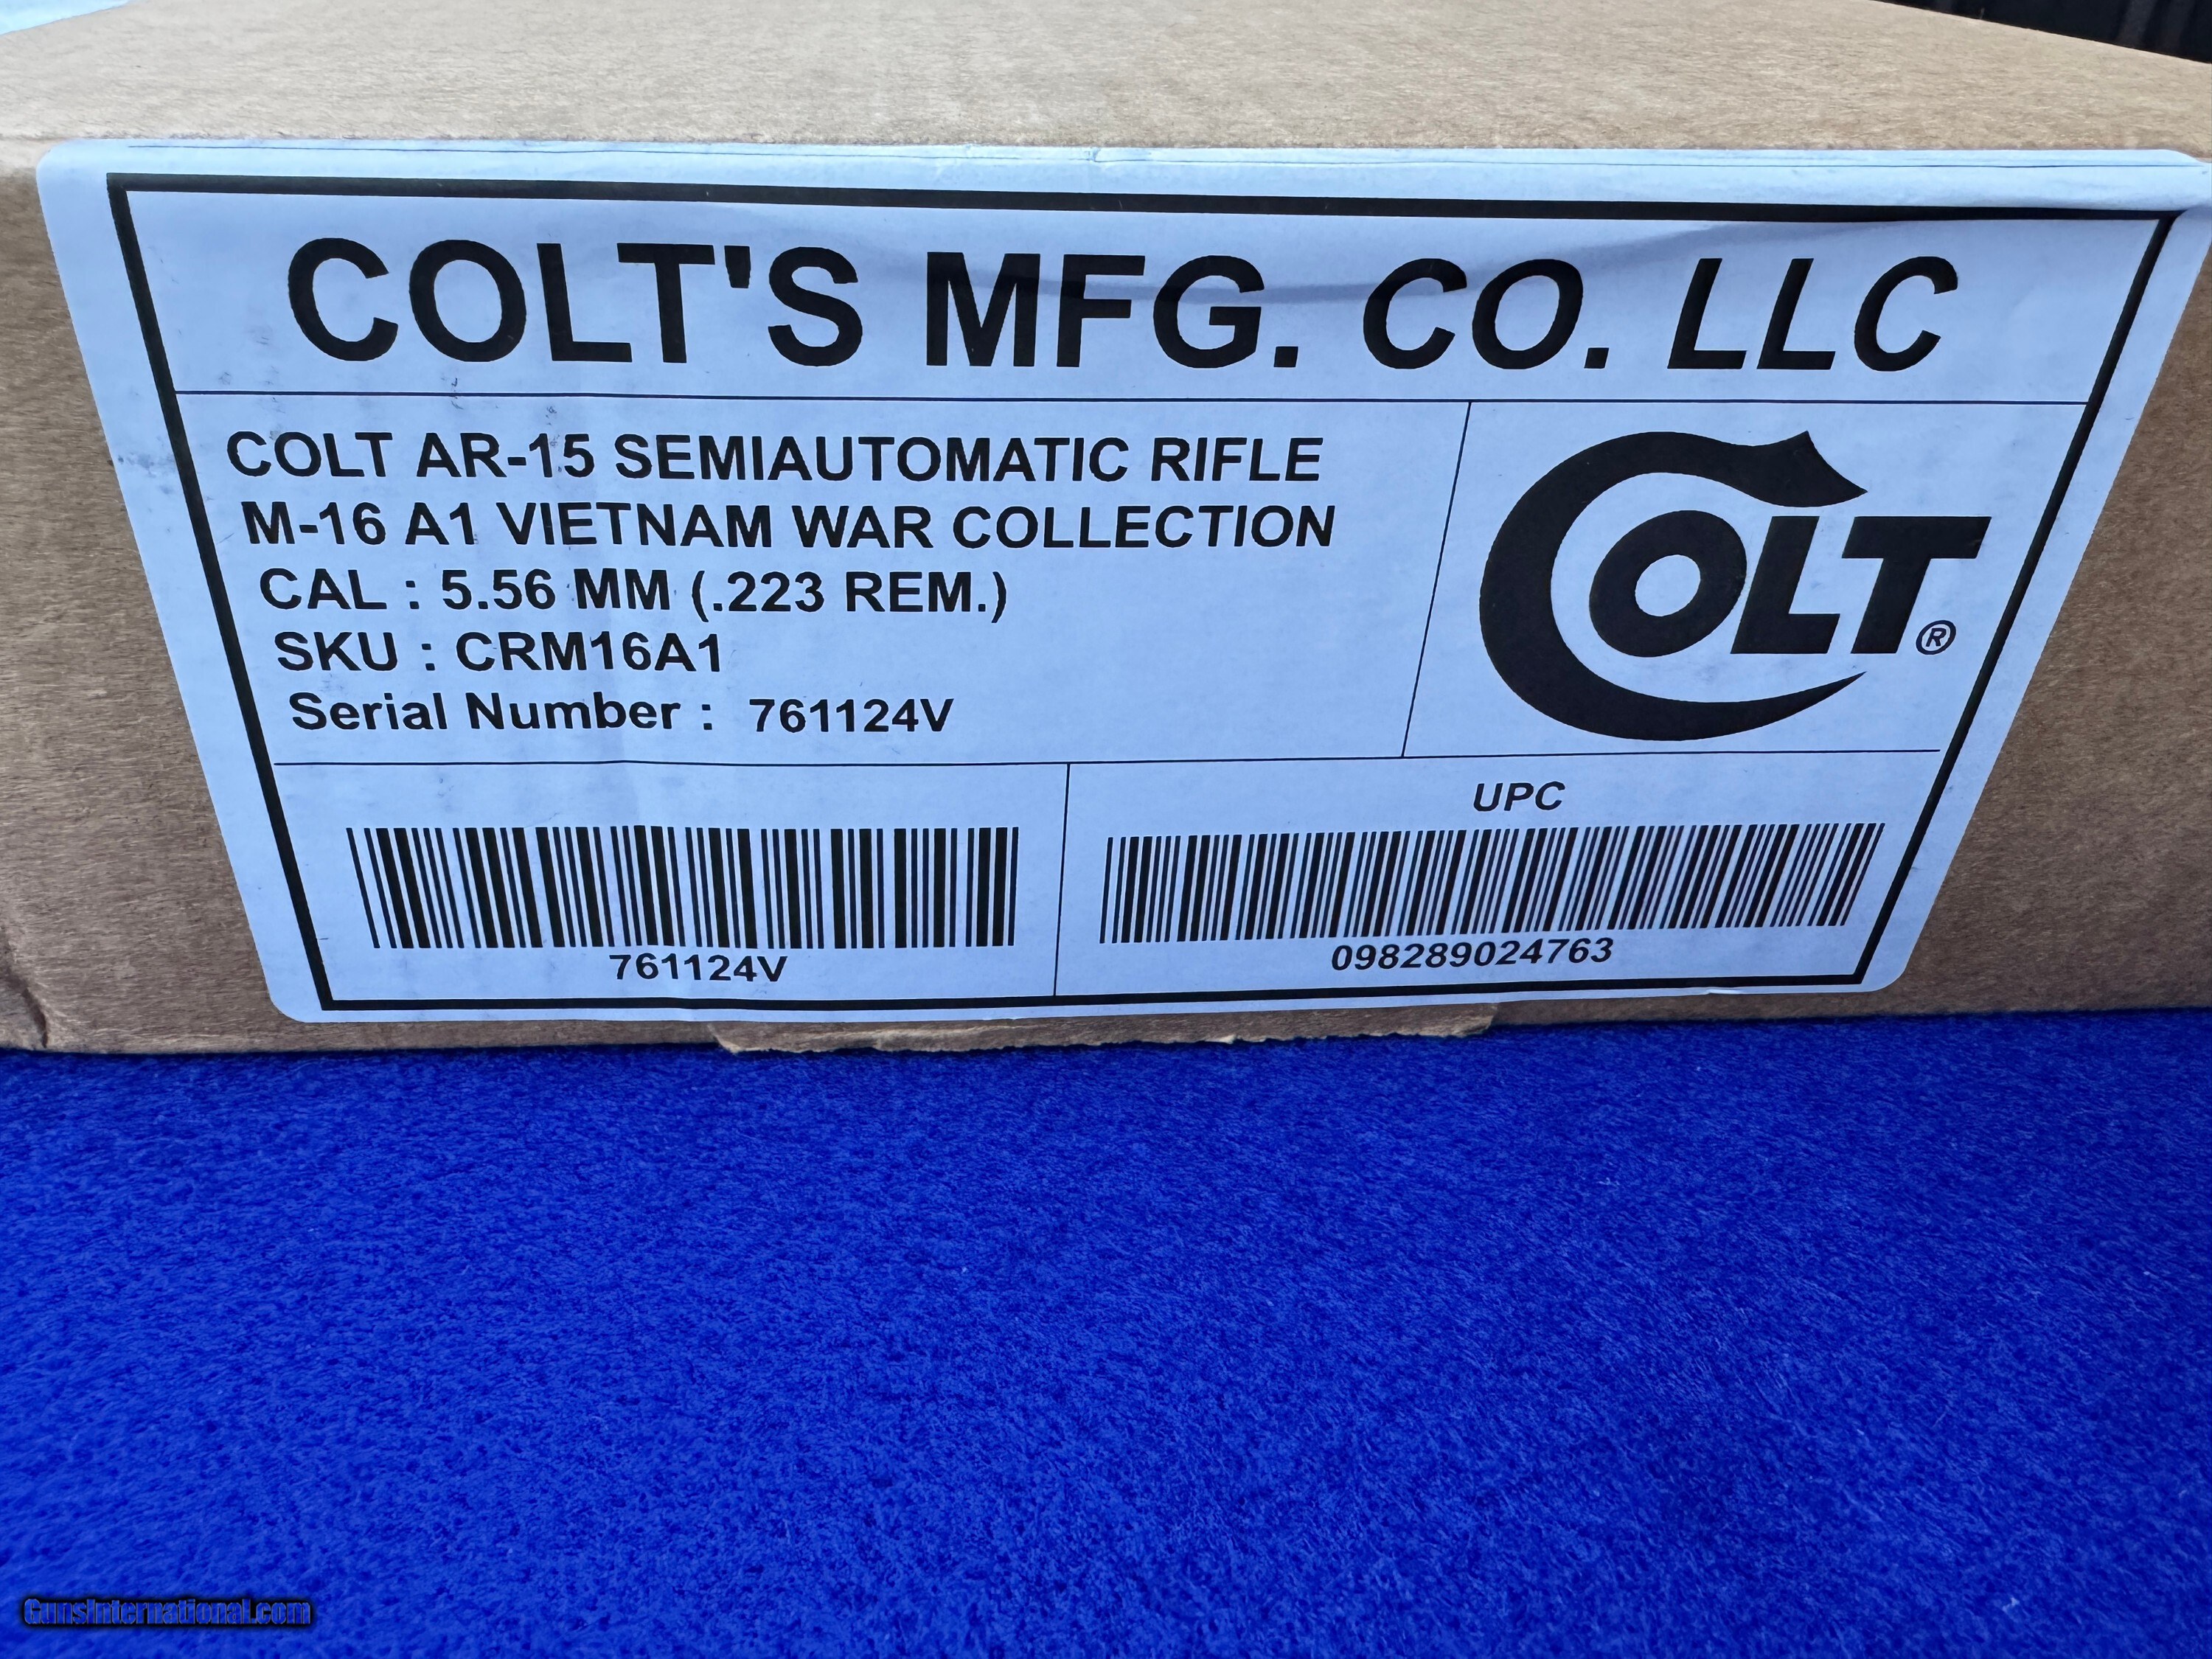 COLT'S MFG. CO. LLC
COLT AR-15 SEMIAUTOMATIC RIFLE
M-16 A1 VIETNAM WAR COLLECTION
CAL : 5.56 MM (.223 REM.)
SKU : CRM16A1
Serial Number : 761124V
COLT®
761124V
UPC
098289024763
GunsInternational.com